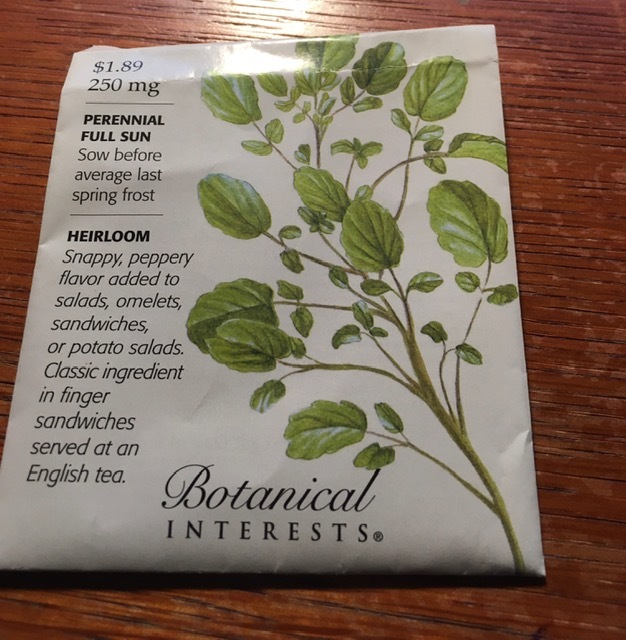 $1.89
250 mg
PERENNIAL
FULL SUN
Sow before
average last
spring frost
HEIRLOOM
Snappy, peppery
flavor added to
salads, omelets,
sandwiches,
or potato salads.
Classic ingredient
in finger
sandwiches
served at an
English tea.
Botanical
INTERESTS®